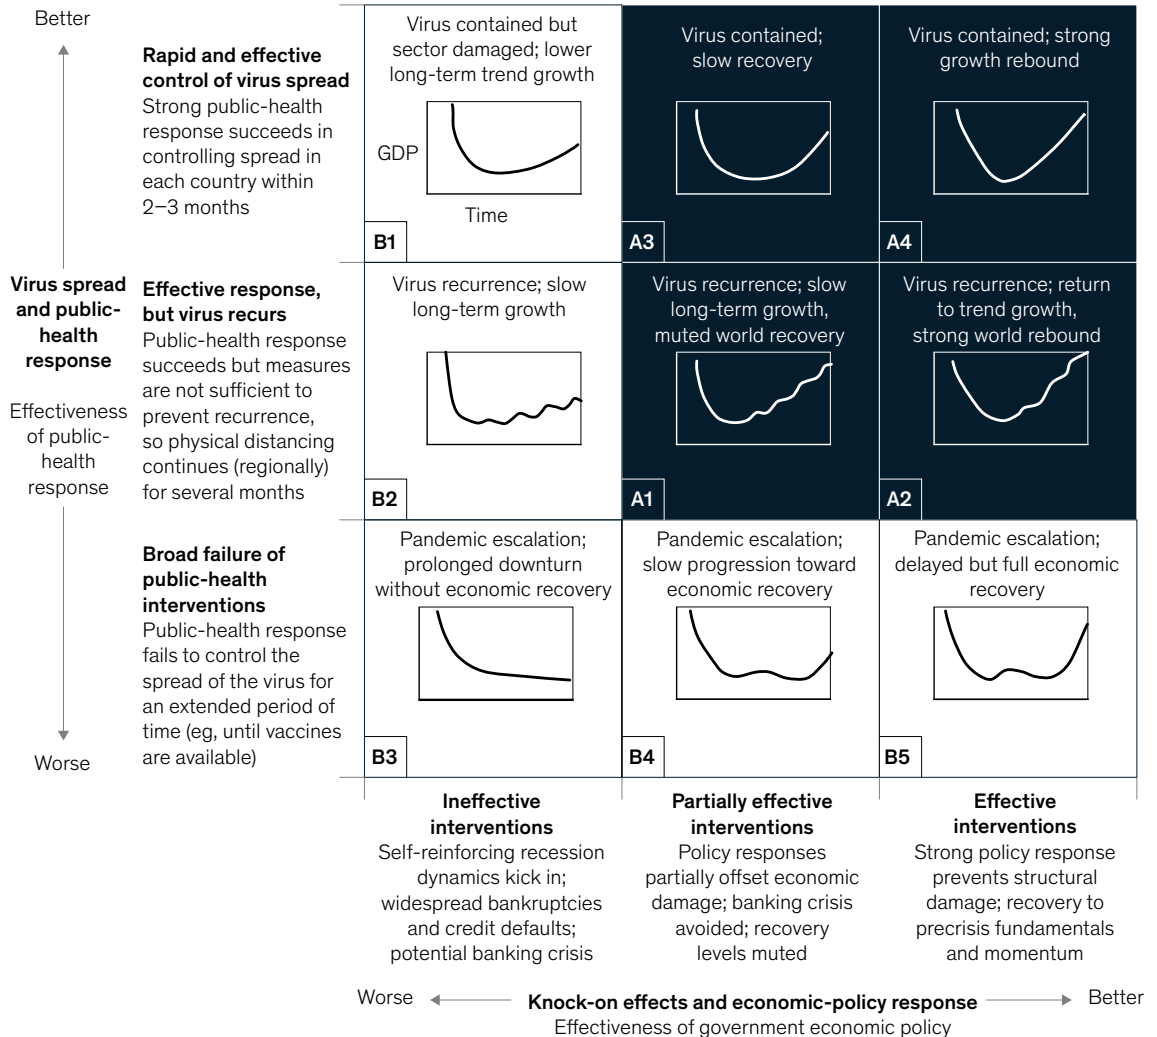 Better
Rapid and effective
control of virus spread
Strong public-health
response succeeds in
controlling spread in
each country within
2–3 months
Virus contained but
sector damaged; lower
long-term trend growth
GDP
Time
B1
Virus contained;
slow recovery
A3
Virus contained; strong
growth rebound
A4
Virus spread
and public-
health
response
Effectiveness
of public-
health
response
Effective response,
but virus recurs
Public-health response
succeeds but measures
are not sufficient to
prevent recurrence,
so physical distancing
continues (regionally)
for several months
Virus recurrence; slow
long-term growth
B2
Virus recurrence; slow
long-term growth,
muted world recovery
A1
Virus recurrence; return
to trend growth,
strong world rebound
A2
Broad failure of
public-health
interventions
Public-health response
fails to control the
spread of the virus for
an extended period of
time (eg, until vaccines
are available)
Worse
Pandemic escalation;
prolonged downturn
without economic recovery
B3
Pandemic escalation;
slow progression toward
economic recovery
B4
Pandemic escalation;
delayed but full economic
recovery
B5
Ineffective
interventions
Self-reinforcing recession
dynamics kick in;
widespread bankruptcies
and credit defaults;
potential banking crisis
Partially effective
interventions
Policy responses
partially offset economic
damage; banking crisis
avoided; recovery
levels muted
Effective
interventions
Strong policy response
prevents structural
damage; recovery to
precrisis fundamentals
and momentum
Worse
Knock-on effects and economic-policy response
Better
Effectiveness of government economic policy